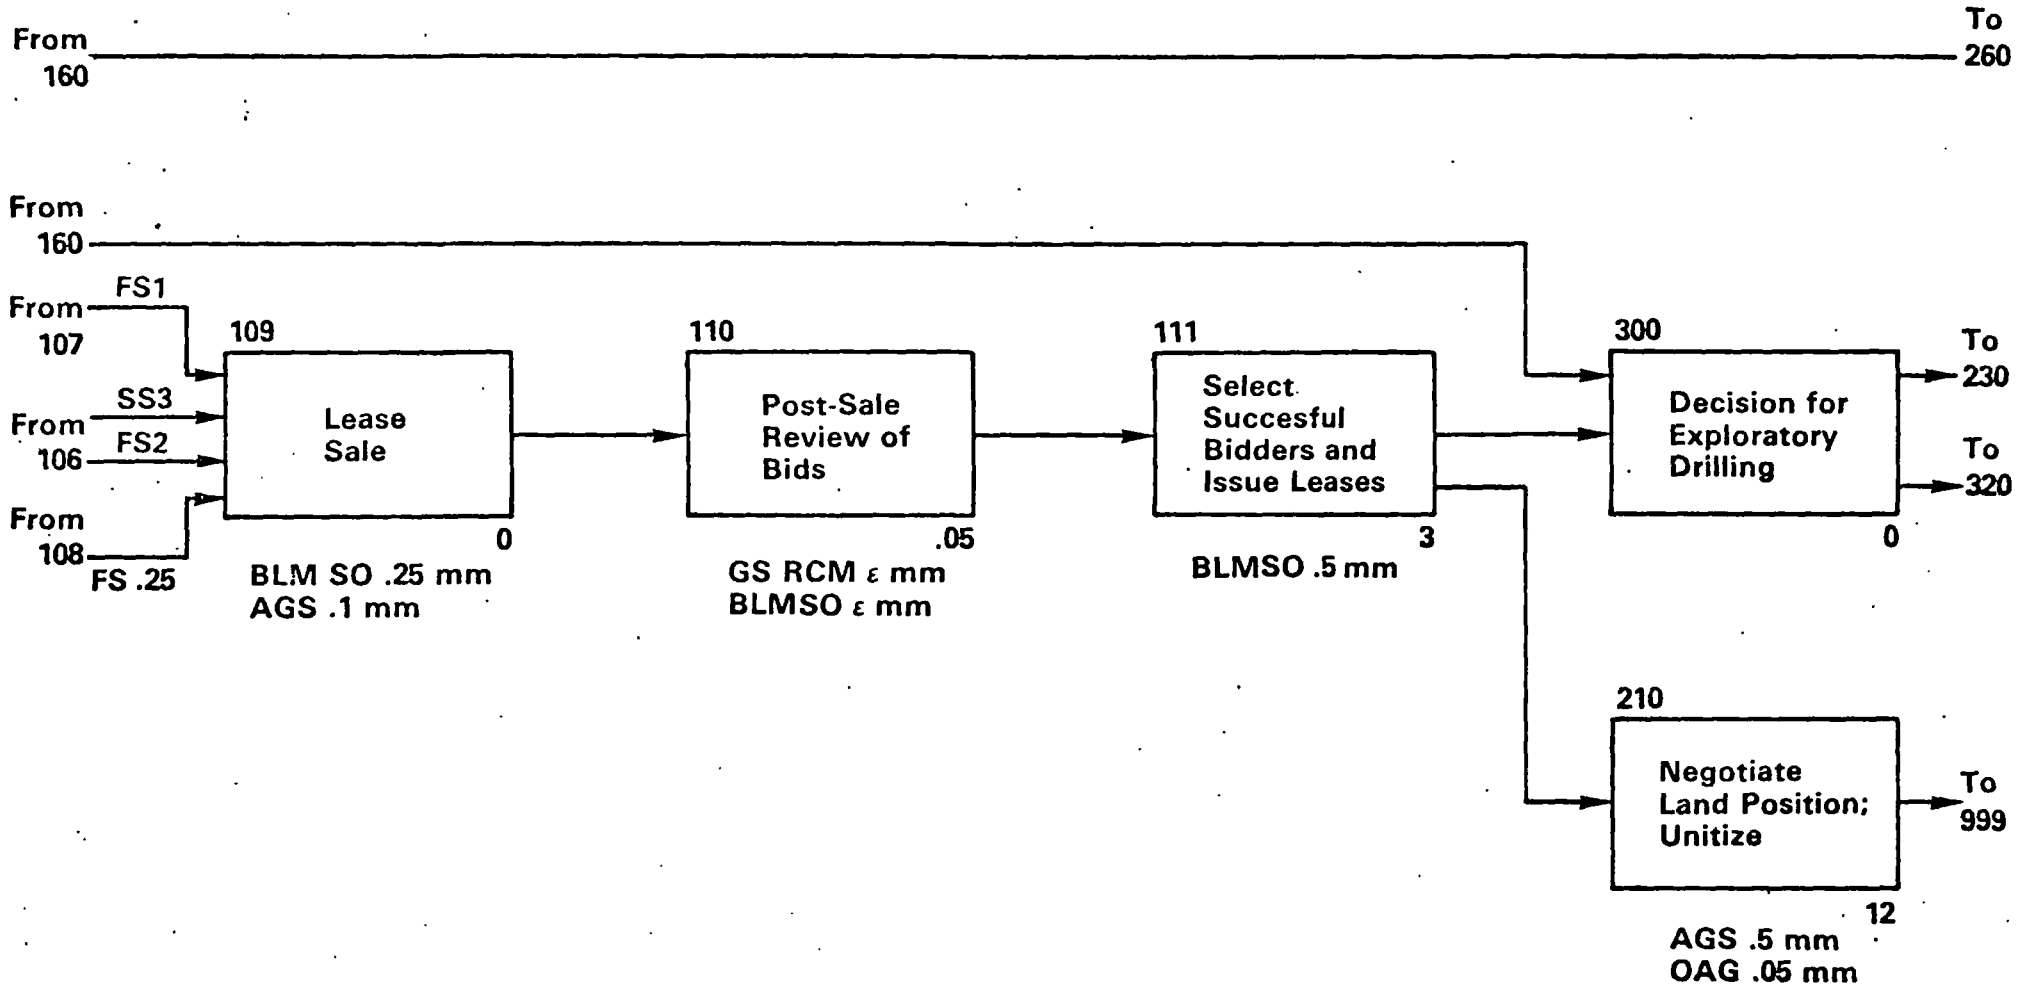 From
160
To
260
From
160
FS1
From
107
SS3
From
106
FS2
From
108
FS .25
109
Lease
Sale
0
BLM SO .25 mm
AGS .1 mm
110
Post-Sale
Review of
Bids
.05
GS RCM ε mm
BLMSO ε mm
111
Select
Succesful
Bidders and
Issue Leases
3
BLMSO .5 mm
300
Decision for
Exploratory
Drilling
0
To
230
To
320
210
Negotiate
Land Position;
Unitize
12
AGS .5 mm
OAG .05 mm
To
999